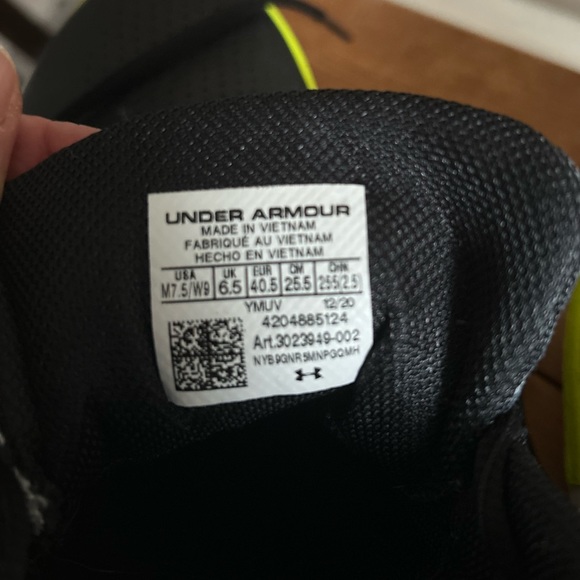 UNDER ARMOUR
MADE IN VIETNAM
FABRIQUÉ AU VIETNAM
HECHO EN VIETNAM
USA UK EUR CM CHN
M7.5/W9 6.5 40.5 25.5 255(2.5)
YMUV 12/20
4204885124
Art.3023949-002
NYB9GNR5MNPGQMH